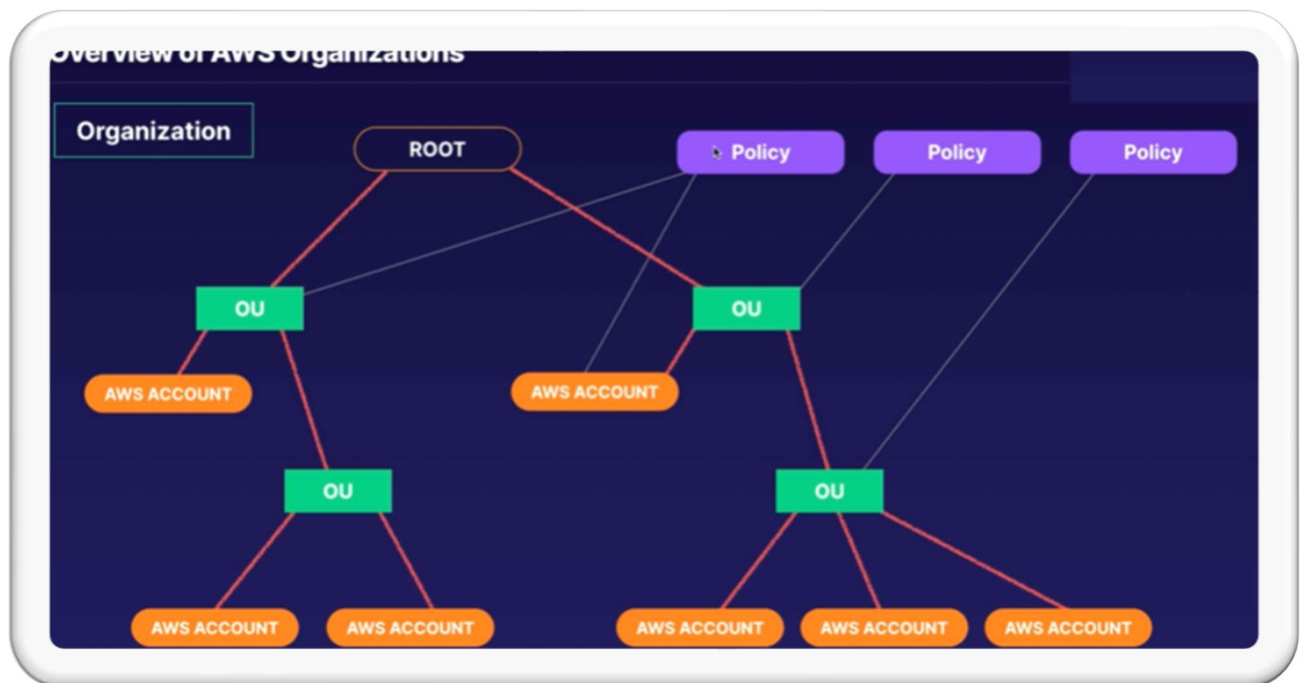 Overview of AWS Organizations
Organization
ROOT
Policy
Policy
Policy
OU
OU
AWS ACCOUNT
AWS ACCOUNT
OU
OU
AWS ACCOUNT
AWS ACCOUNT
AWS ACCOUNT
AWS ACCOUNT
AWS ACCOUNT